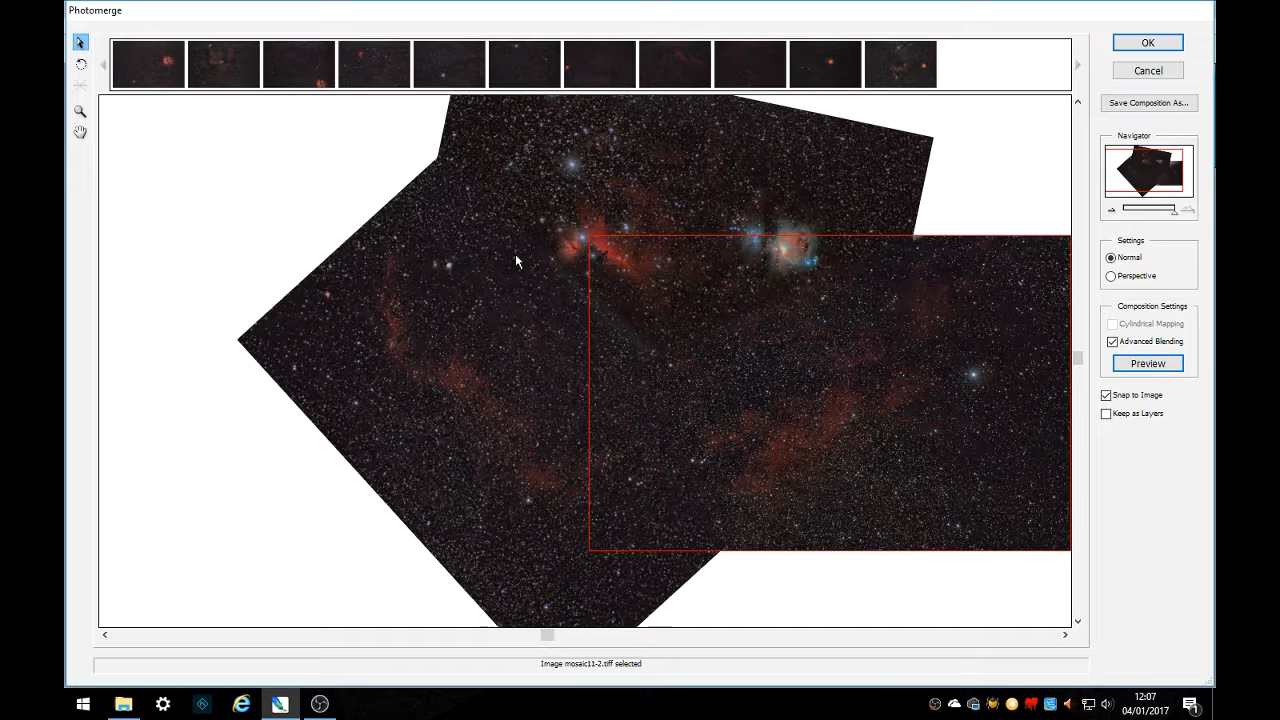 Photomerge
OK
Cancel
Save Composition As...
Navigator
Settings
Normal
Perspective
Composition Settings
Cylindrical Mapping
Advanced Blending
Preview
Snap to Image
Keep as Layers
Image mosaic11-2.tiff selected
12:07
04/01/2017
1